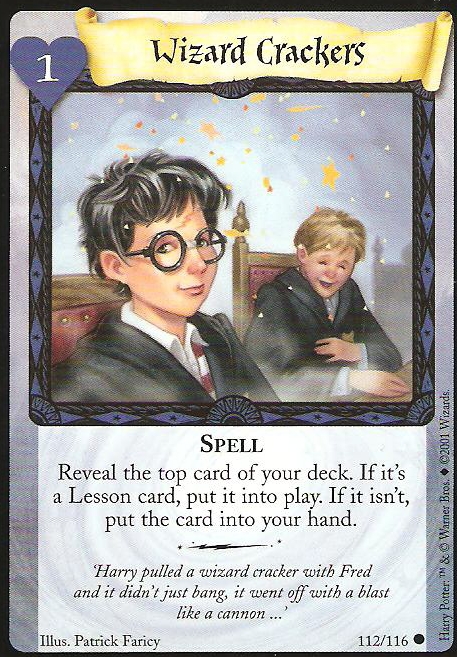 Wizard Crackers
1
SPELL
Reveal the top card of your deck. If it's
a Lesson card, put it into play. If it isn't,
put the card into your hand.
'Harry pulled a wizard cracker with Fred
and it didn't just bang, it went off with a blast
like a cannon ...'
Illus. Patrick Faricy
112/116 ●
Harry Potter ™ & © Warner Bros. ◆ ©2001 Wizards.